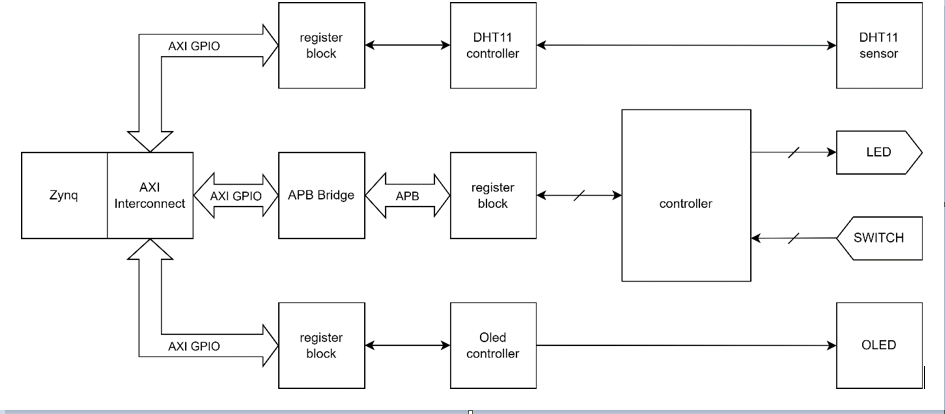 AXI GPIO
register
block
DHT11
controller
DHT11
sensor
Zynq
AXI
Interconnect
AXI GPIO
APB Bridge
APB
register
block
controller
LED
SWITCH
AXI GPIO
register
block
Oled
controller
OLED